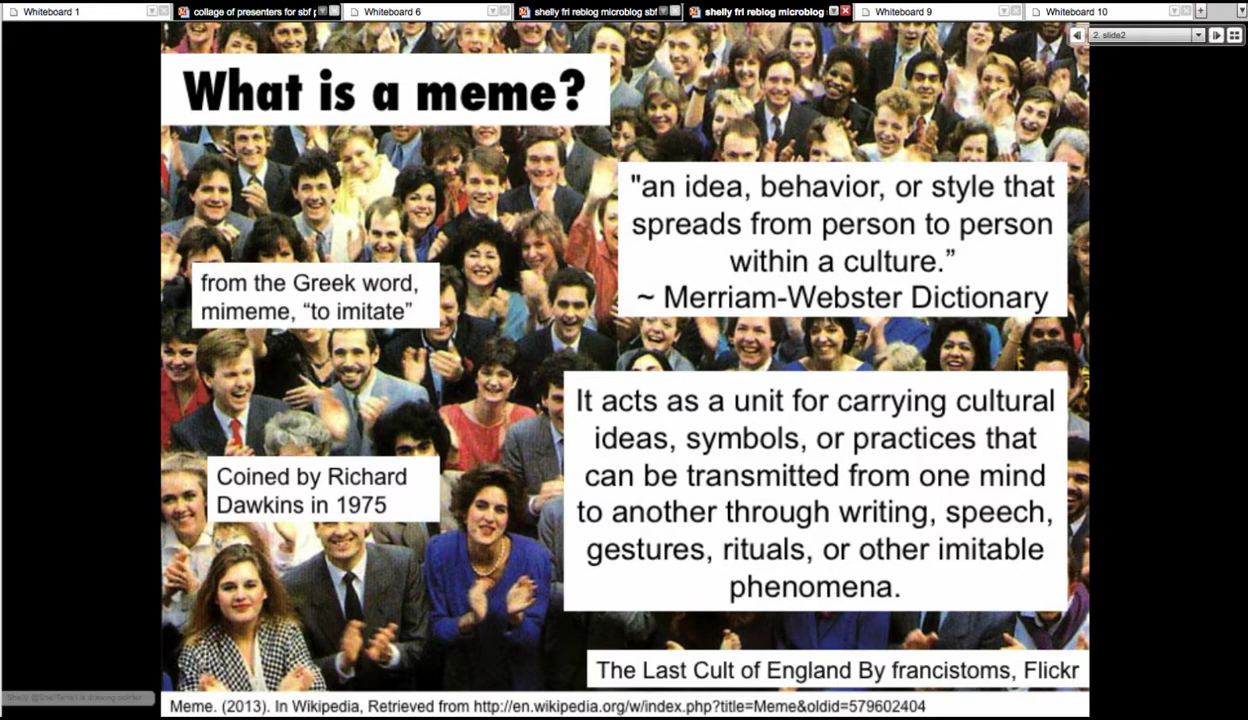 Whiteboard 1
collage of presenters for sbf p
Whiteboard 6
shelly fri reblog microblog sbf
shelly fri reblog microblog
Whiteboard 9
Whiteboard 10
2. slide2
What is a meme?
"an idea, behavior, or style that
spreads from person to person
within a culture.”
~ Merriam-Webster Dictionary
from the Greek word,
mimeme, “to imitate”
It acts as a unit for carrying cultural
ideas, symbols, or practices that
can be transmitted from one mind
to another through writing, speech,
gestures, rituals, or other imitable
phenomena.
Coined by Richard
Dawkins in 1975
The Last Cult of England By francistoms, Flickr
Meme. (2013). In Wikipedia, Retrieved from http://en.wikipedia.org/w/index.php?title=Meme&oldid=579602404